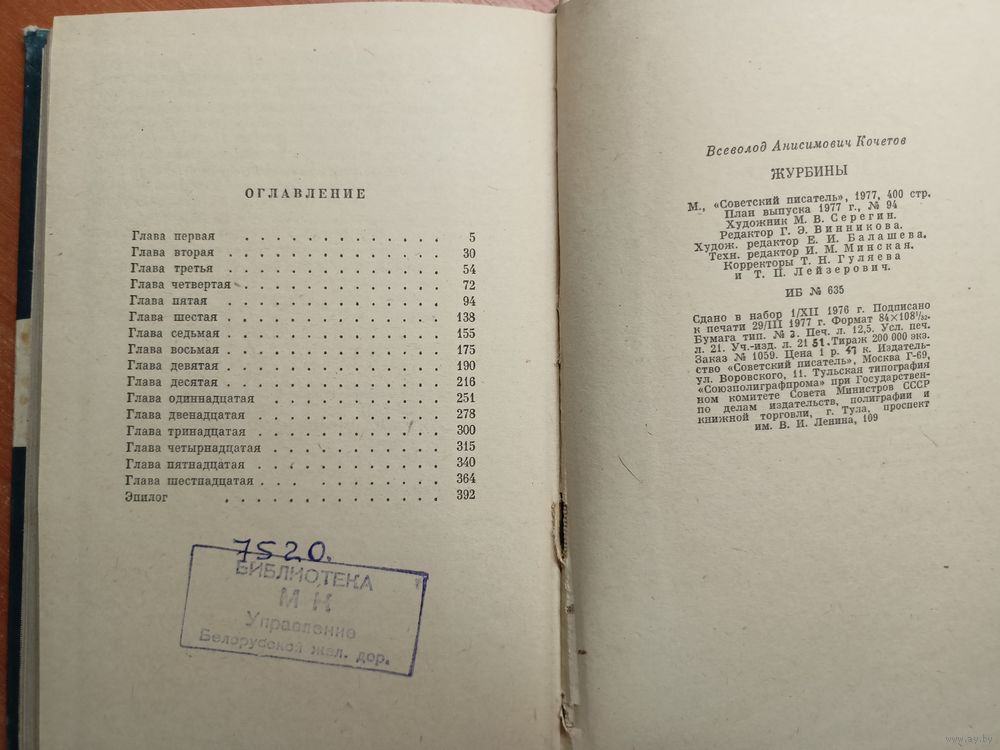 ОГЛАВЛЕНИЕ
Глава первая . . . . . . . . . . . . . 5
Глава вторая . . . . . . . . . . . . . 30
Глава третья . . . . . . . . . . . . . 54
Глава четвертая . . . . . . . . . . . . 72
Глава пятая . . . . . . . . . . . . . 94
Глава шестая . . . . . . . . . . . . . 138
Глава седьмая . . . . . . . . . . . . . 155
Глава восьмая . . . . . . . . . . . . . 175
Глава девятая . . . . . . . . . . . . . 190
Глава десятая . . . . . . . . . . . . . 216
Глава одиннадцатая . . . . . . . . . . . 251
Глава двенадцатая . . . . . . . . . . . . 278
Глава тринадцатая . . . . . . . . . . . . 300
Глава четырнадцатая . . . . . . . . . . . 315
Глава пятнадцатая . . . . . . . . . . . . 340
Глава шестнадцатая . . . . . . . . . . . 364
Эпилог . . . . . . . . . . . . . . 392
7520.
БИБЛИОТЕКА
М К
Управление
Белорусской жел. дор.
Всеволод Анисимович Кочетов
ЖУРБИНЫ
М., «Советский писатель», 1977, 400 стр.
План выпуска 1977 г., № 94
Художник М. В. Серегин.
Редактор Г. Э. Винникова.
Худож. редактор Е. И. Балашева.
Техн. редактор И. М. Минская.
Корректоры Т. Н. Гуляева
и Т. П. Лейзерович.
ИБ № 635
Сдано в набор 1/XII 1976 г. Подписано
к печати 29/III 1977 г. Формат 84×108¹/₃₂.
Бумага тип. № 3. Печ. л. 12,5. Усл. печ.
л. 21. Уч.-изд. л. 21,51. Тираж 200 000 экз.
Заказ № 1059. Цена 1 р. 47 к. Издатель-
ство «Советский писатель», Москва Г-69,
ул. Воровского, 11. Тульская типография
«Союзполиграфпрома» при Государствен-
ном комитете Совета Министров СССР
по делам издательств, полиграфии и
книжной торговли, г. Тула, проспект
им. В. И. Ленина, 109
www.ay.by